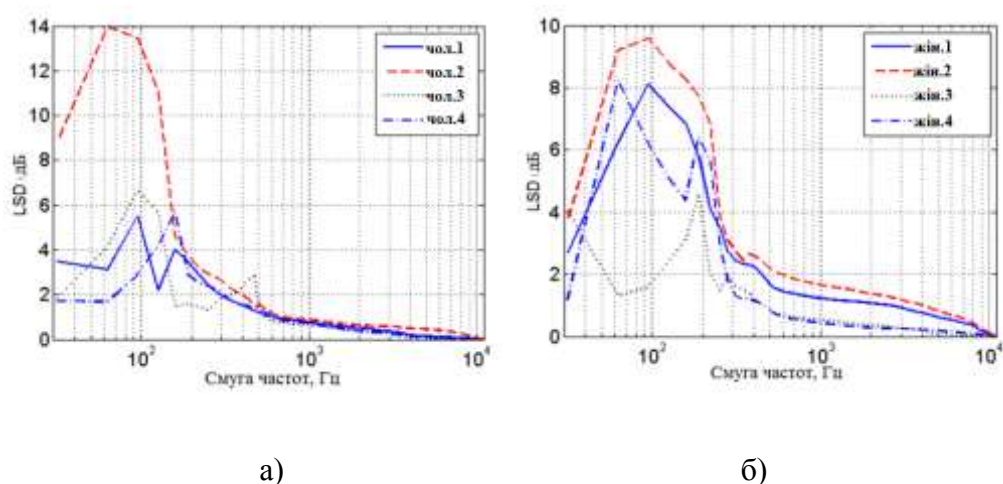 14
12
10
8
6
4
2
0
LSD дБ
чол.1
чол.2
чол.3
чол.4
10²
10³
10⁴
Смуга частот, Гц
а)
10
8
6
4
2
0
LSD дБ
жін.1
жін.2
жін.3
жін.4
10²
10³
10⁴
Смуга частот, Гц
б)